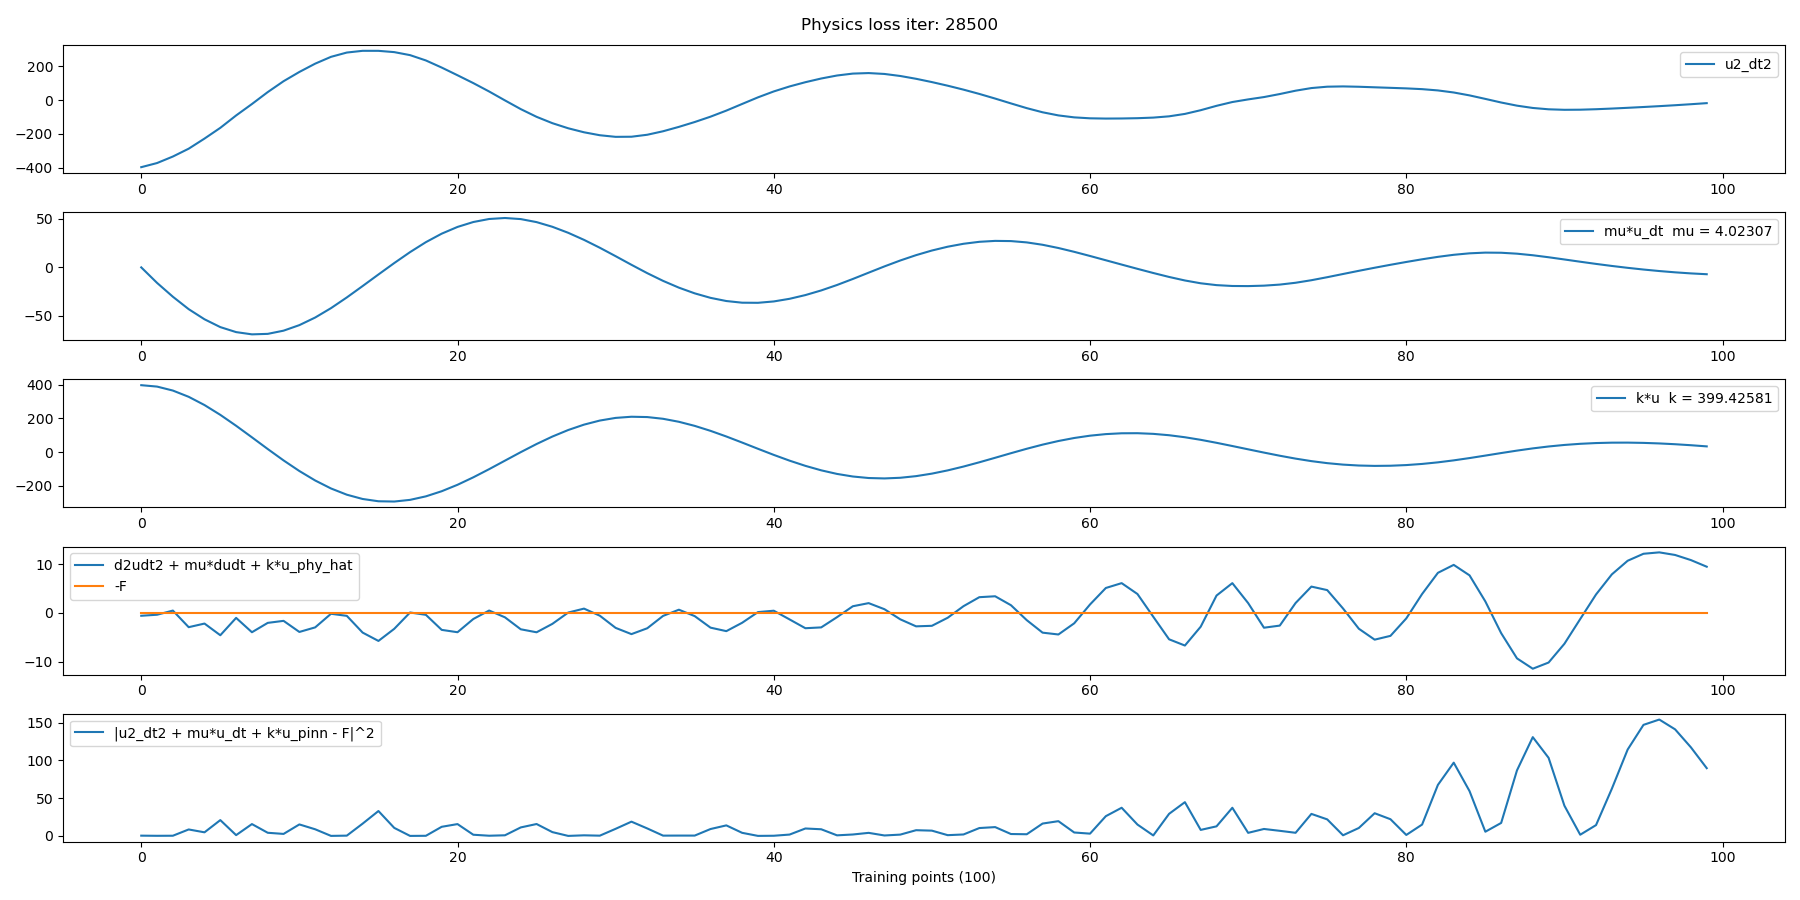 Physics loss iter: 28500
u2_dt2
200
0
−200
−400
0 20 40 60 80 100
mu*u_dt mu = 4.02307
50
0
−50
0 20 40 60 80 100
k*u k = 399.42581
400
200
0
−200
0 20 40 60 80 100
d2udt2 + mu*dudt + k*u_phy_hat
-F
10
0
−10
0 20 40 60 80 100
|u2_dt2 + mu*u_dt + k*u_pinn - F|^2
150
100
50
0
0 20 40 60 80 100
Training points (100)